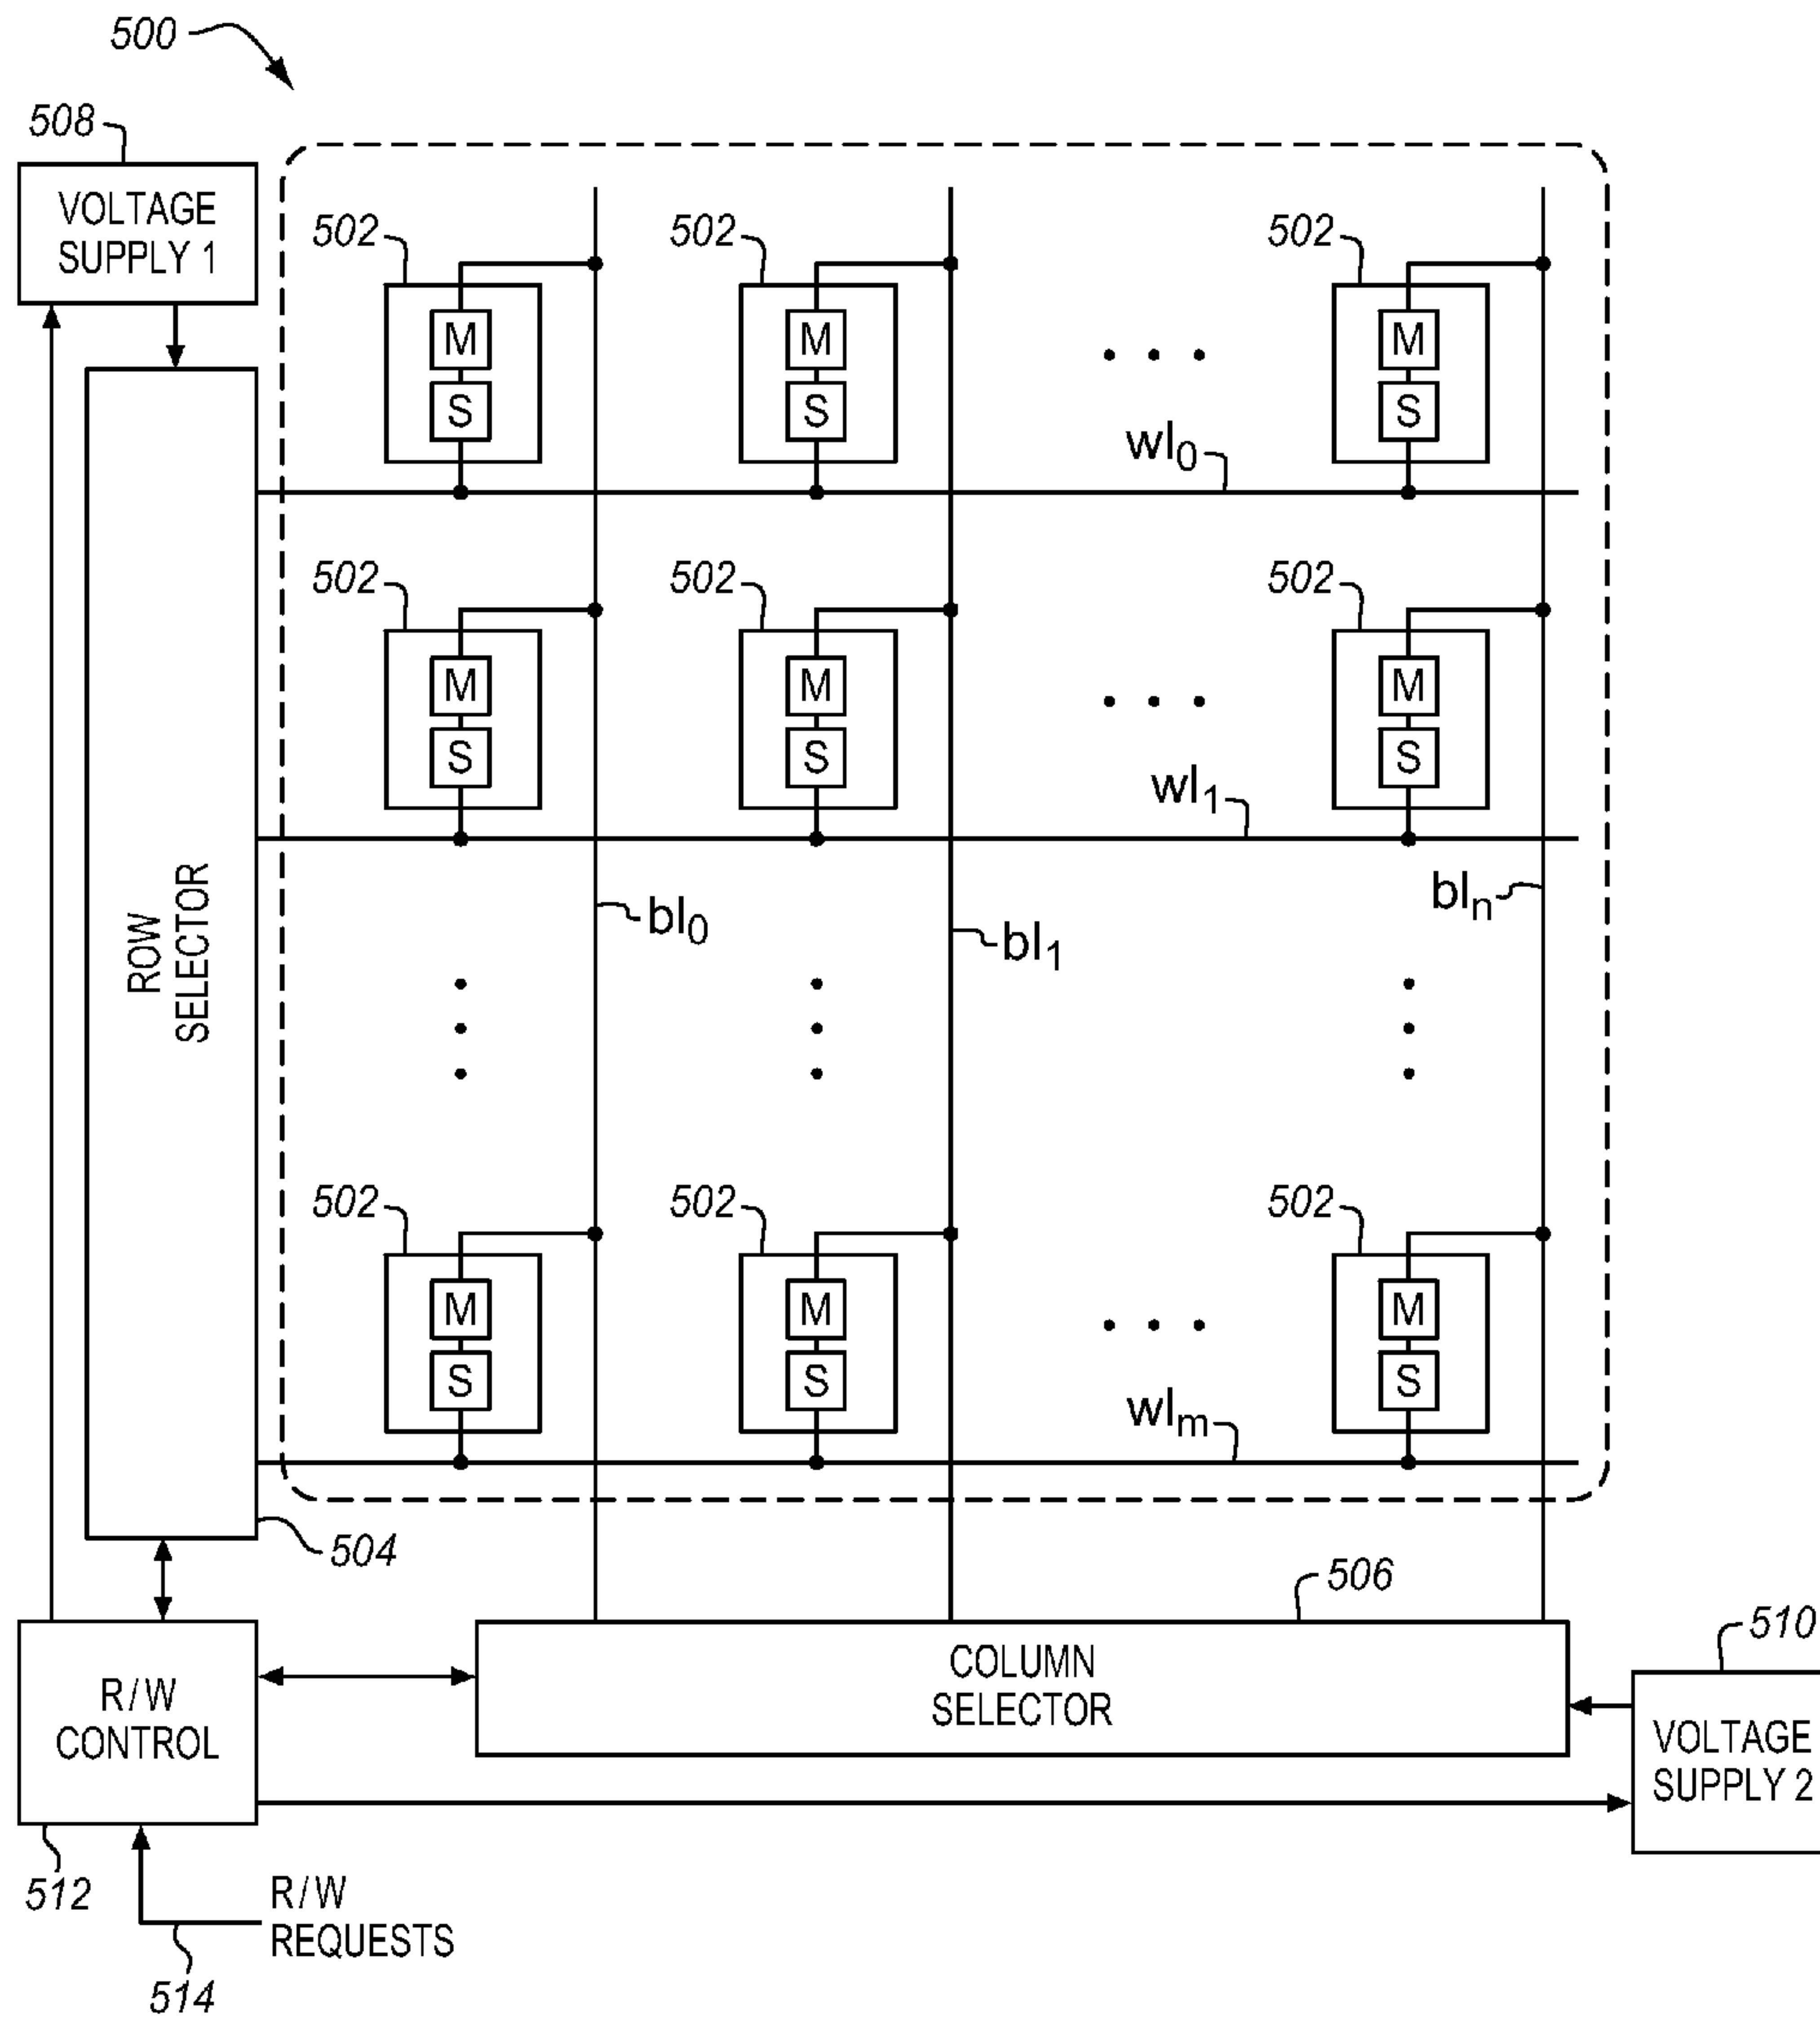 500
508
VOLTAGE
SUPPLY 1
502 502 502
M M M
S S S
wl0
502 502 502
M M M
S S S
wl1
ROW
SELECTOR
bl0 bl1 bln
502 502 502
M M M
S S S
wlm
504
506
510
R/W
CONTROL
COLUMN
SELECTOR
VOLTAGE
SUPPLY 2
512
R/W
REQUESTS
514